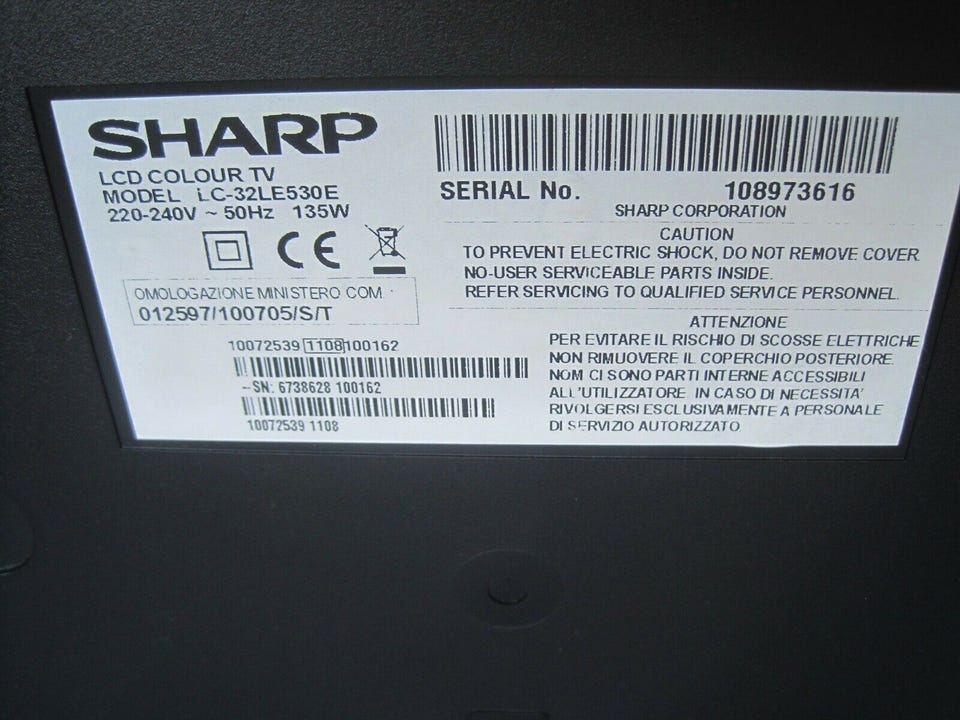 SHARP
LCD COLOUR TV
MODEL LC-32LE530E
220-240V ~ 50Hz 135W
CE
OMOLOGAZIONE MINISTERO COM.
012597/100705/S/T
10072539 1108 100162
SN: 6738628 100162
10072539 1108
SERIAL No. 108973616
SHARP CORPORATION
CAUTION
TO PREVENT ELECTRIC SHOCK, DO NOT REMOVE COVER
NO-USER SERVICEABLE PARTS INSIDE.
REFER SERVICING TO QUALIFIED SERVICE PERSONNEL.
ATTENZIONE
PER EVITARE IL RISCHIO DI SCOSSE ELETTRICHE
NON RIMUOVERE IL COPERCHIO POSTERIORE.
NOM CI SONO PARTI INTERNE ACCESSIBILI
ALL'UTILIZZATORE. IN CASO DI NECESSITA'
RIVOLGERSI ESCLUSIVAMENTE A PERSONALE
DI SERVIZIO AUTORIZZATO